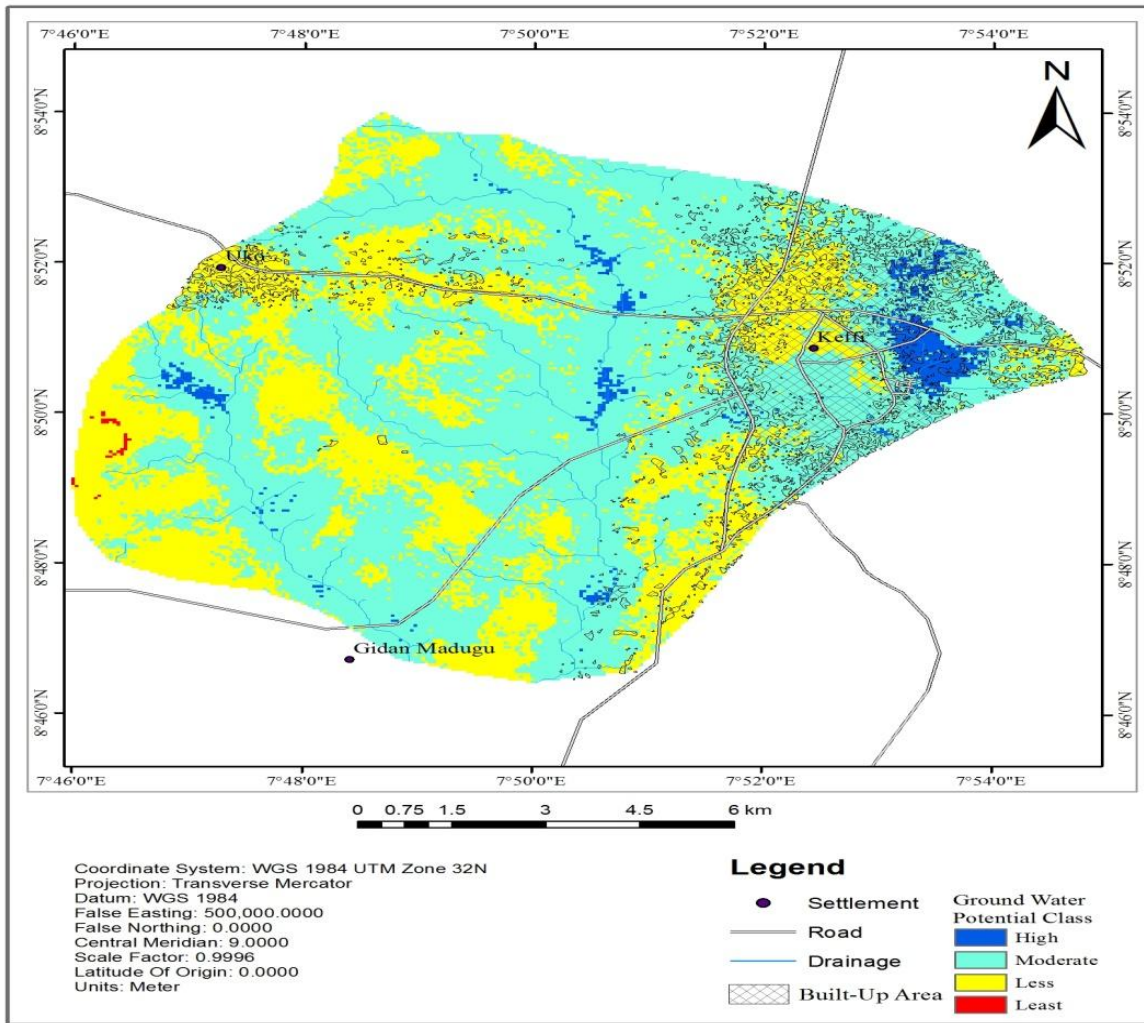 7°46'0"E 7°48'0"E 7°50'0"E 7°52'0"E 7°54'0"E
N
8°54'0"N 8°54'0"N
8°52'0"N 8°52'0"N
Uke
Keffi
8°50'0"N 8°50'0"N
8°48'0"N 8°48'0"N
Gidan Madugu
8°46'0"N 8°46'0"N
7°46'0"E 7°48'0"E 7°50'0"E 7°52'0"E 7°54'0"E
0 0.75 1.5 3 4.5 6 km
Coordinate System: WGS 1984 UTM Zone 32N
Projection: Transverse Mercator
Datum: WGS 1984
False Easting: 500,000.0000
False Northing: 0.0000
Central Meridian: 9.0000
Scale Factor: 0.9996
Latitude Of Origin: 0.0000
Units: Meter
Legend
Settlement
Road
Drainage
Built-Up Area
Ground Water
Potential Class
High
Moderate
Less
Least